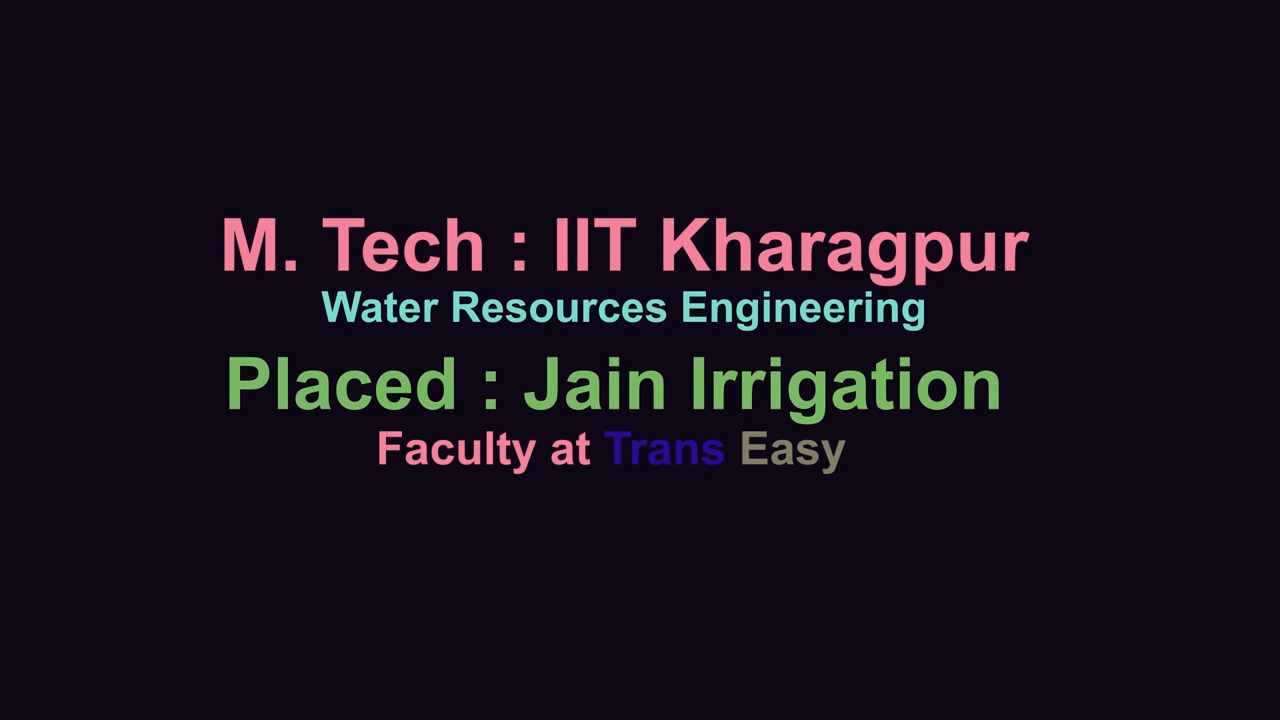 M. Tech : IIT Kharagpur
Water Resources Engineering
Placed : Jain Irrigation
Faculty at Trans Easy